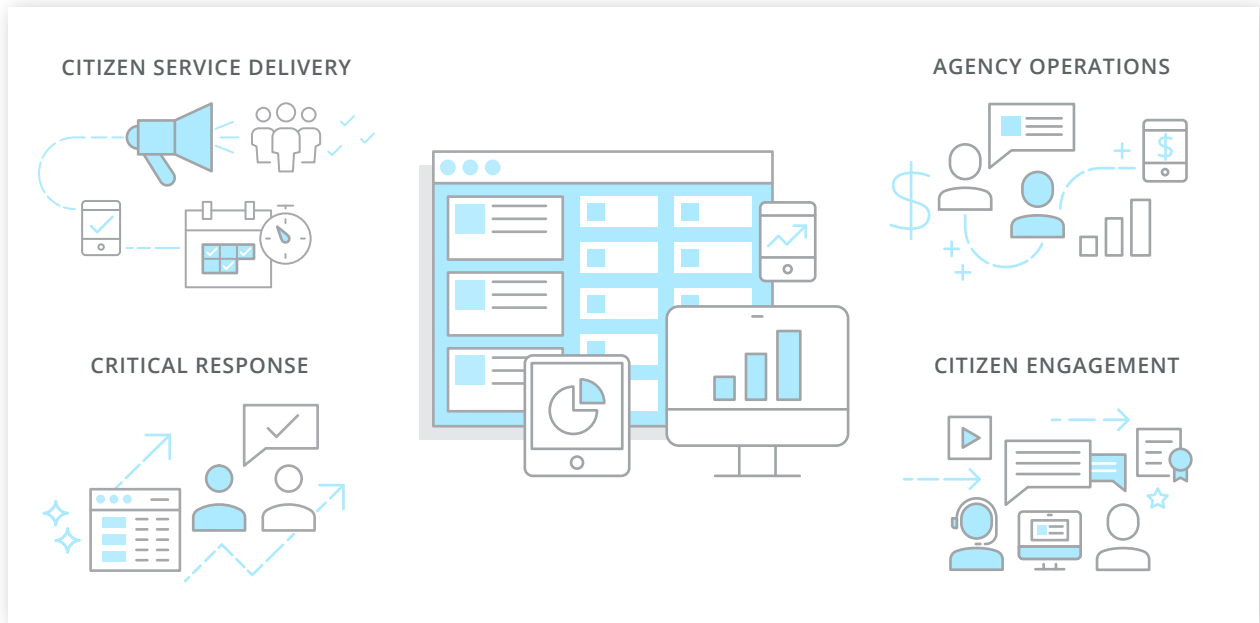 CITIZEN SERVICE DELIVERY
AGENCY OPERATIONS
$
$
CRITICAL RESPONSE
CITIZEN ENGAGEMENT